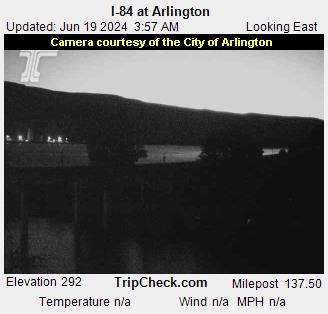 I-84 at Arlington
Updated: Jun 19 2024 3:57 AM Looking East
Camera courtesy of the City of Arlington
Elevation 292 TripCheck.com Milepost 137.50
Temperature n/a Wind n/a MPH n/a